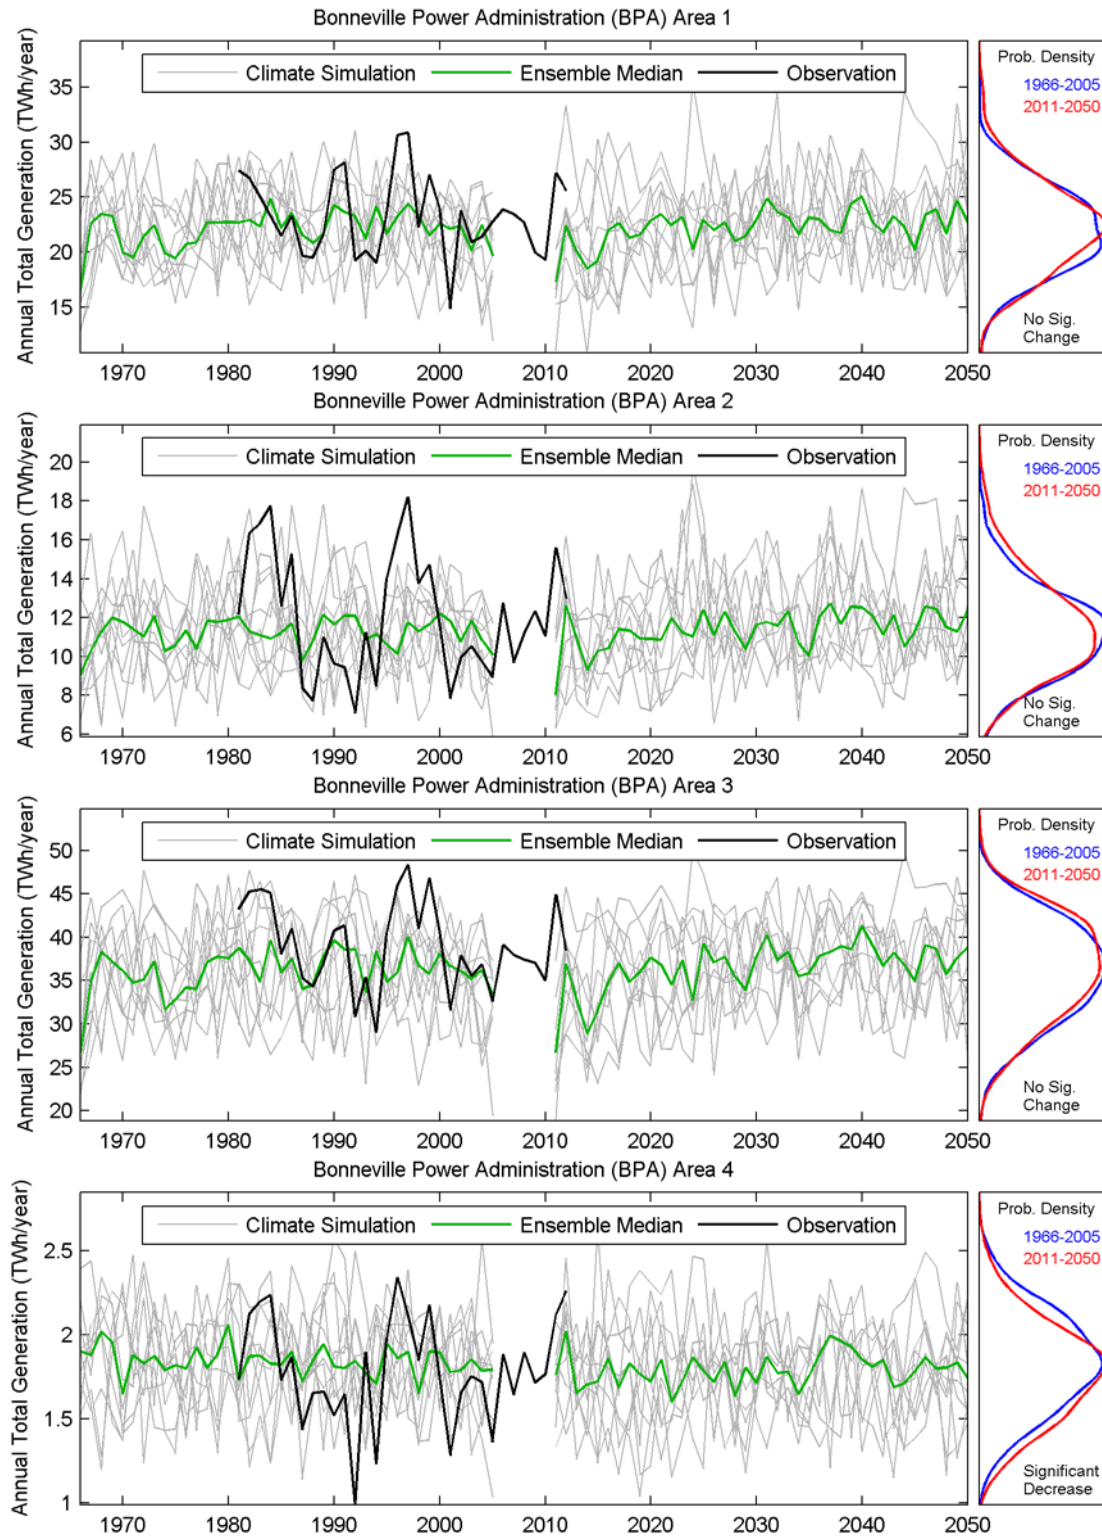 Bonneville Power Administration (BPA) Area 1
Annual Total Generation (TWh/year)
35
30
25
20
15
Climate Simulation Ensemble Median Observation
1970 1980 1990 2000 2010 2020 2030 2040 2050
Prob. Density
1966-2005
2011-2050
No Sig.
Change
Bonneville Power Administration (BPA) Area 2
Annual Total Generation (TWh/year)
20
18
16
14
12
10
8
6
Climate Simulation Ensemble Median Observation
1970 1980 1990 2000 2010 2020 2030 2040 2050
Prob. Density
1966-2005
2011-2050
No Sig.
Change
Bonneville Power Administration (BPA) Area 3
Annual Total Generation (TWh/year)
50
45
40
35
30
25
20
Climate Simulation Ensemble Median Observation
1970 1980 1990 2000 2010 2020 2030 2040 2050
Prob. Density
1966-2005
2011-2050
No Sig.
Change
Bonneville Power Administration (BPA) Area 4
Annual Total Generation (TWh/year)
2.5
2
1.5
1
Climate Simulation Ensemble Median Observation
1970 1980 1990 2000 2010 2020 2030 2040 2050
Prob. Density
1966-2005
2011-2050
Significant
Decrease